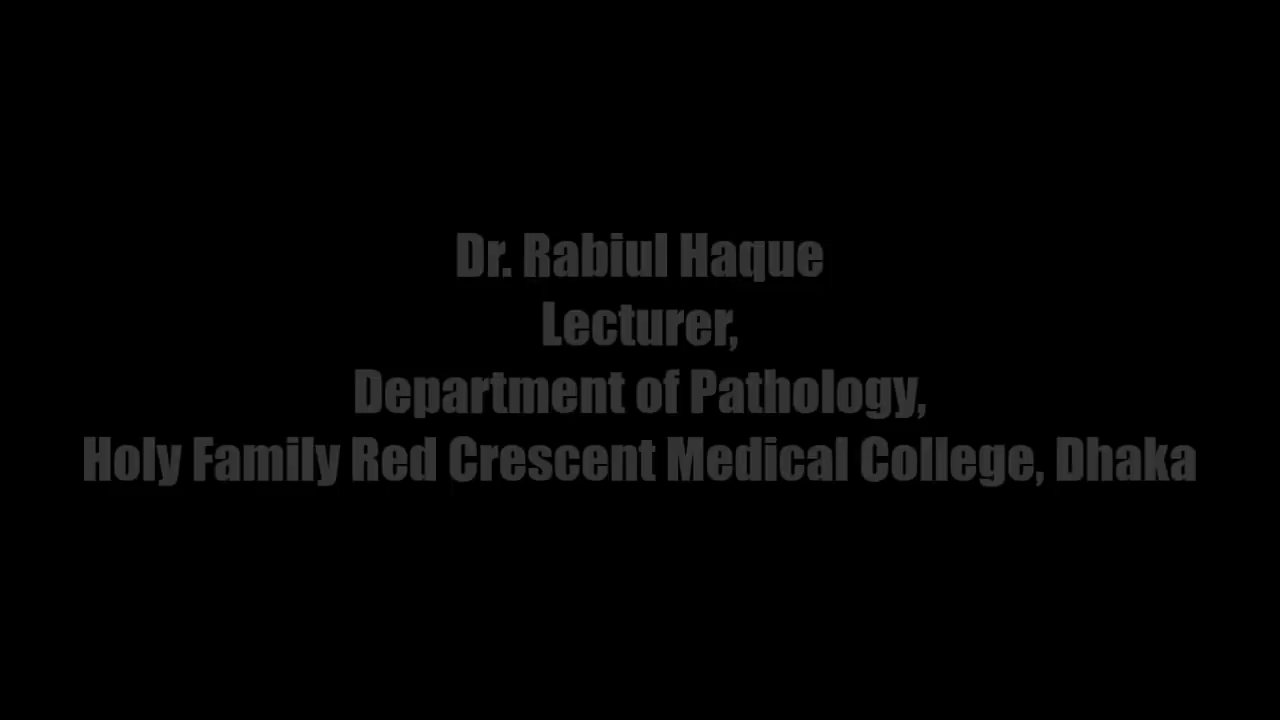 Dr. Rabiul Haque
Lecturer,
Department of Pathology,
Holy Family Red Crescent Medical College, Dhaka